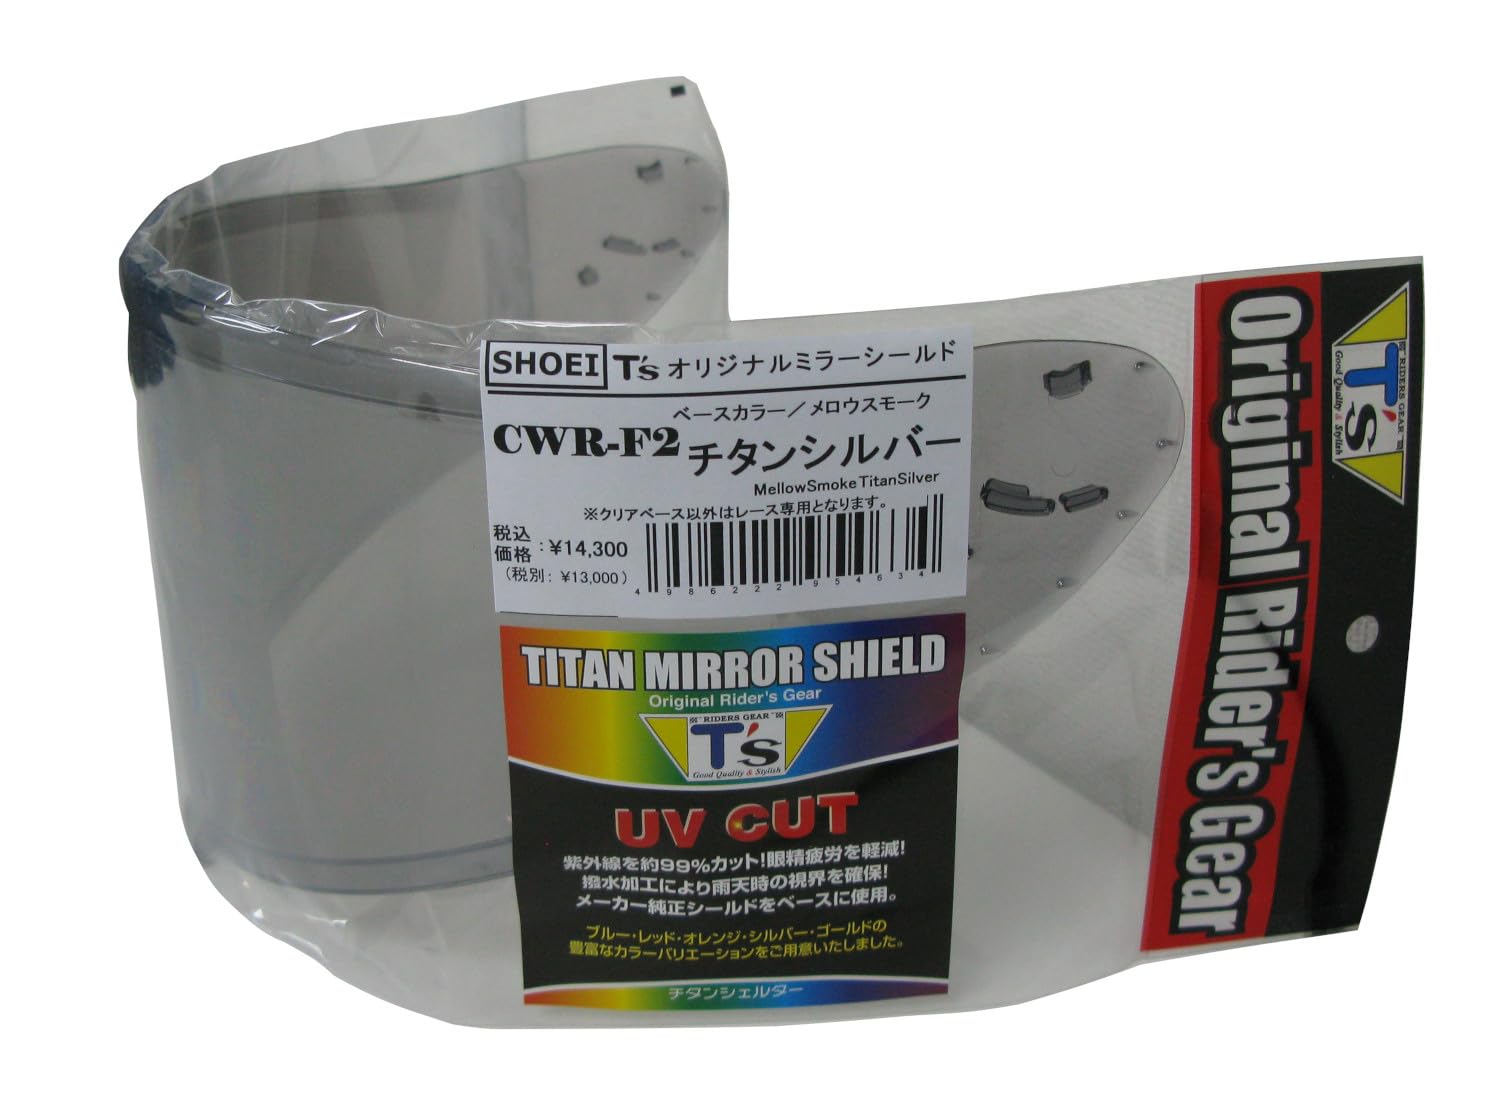 SHOEI T'sオリジナルミラーシールド
ベースカラー／メロウスモーク
CWR-F2 チタンシルバー
MellowSmokeTitanSilver
※クリアベース以外はレース専用となります。
税込
価格：¥14,300
（税別：¥13,000）
4986222954634
TITAN MIRROR SHIELD
Original Rider's Gear
RIDERS GEAR
T's
Good Quality & Stylish
UV CUT
紫外線を約99%カット!眼精疲労を軽減!
撥水加工により雨天時の視界を確保!
メーカー純正シールドをベースに使用。
ブルー・レッド・オレンジ・シルバー・ゴールドの
豊富なカラーバリエーションをご用意いたしました。
チタンシェルター
Original Rider's Gear
RIDERS GEAR
T's
Good Quality & Stylish